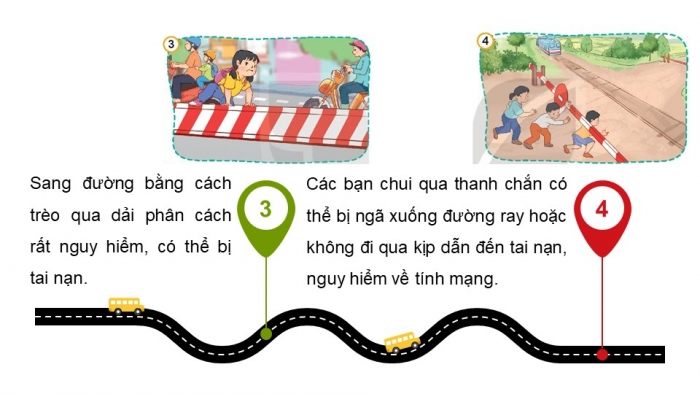 3
4
Sang đường bằng cách
trèo qua dải phân cách
rất nguy hiểm, có thể bị
tai nạn.
3
Các bạn chui qua thanh chắn có
thể bị ngã xuống đường ray hoặc
không đi qua kịp dẫn đến tai nạn,
nguy hiểm về tính mạng.
4